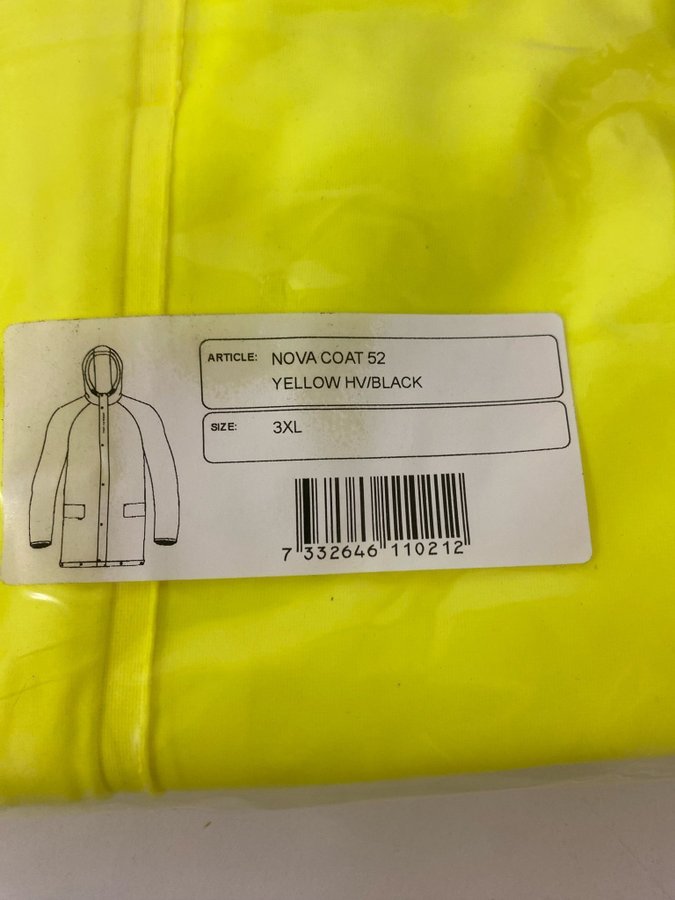 ARTICLE: NOVA COAT 52
YELLOW HV/BLACK
SIZE: 3XL
7 332646 110212